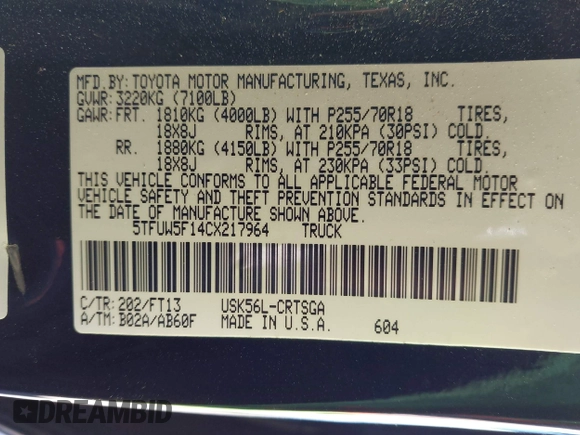 MFD.BY: TOYOTA MOTOR MANUFACTURING, TEXAS, INC.
GVWR: 3220KG (7100LB)
GAWR: FRT. 1810KG (4000LB) WITH P255/70R18 TIRES,
18X8J RIMS, AT 210KPA (30PSI) COLD.
RR. 1880KG (4150LB) WITH P255/70R18 TIRES,
18X8J RIMS, AT 230KPA (33PSI) COLD.
THIS VEHICLE CONFORMS TO ALL APPLICABLE FEDERAL MOTOR
VEHICLE SAFETY AND THEFT PREVENTION STANDARDS IN EFFECT ON
THE DATE OF MANUFACTURE SHOWN ABOVE.
5TFUW5F14CX217964 TRUCK
C/TR: 202/FT13 USK56L-CRTSGA
A/TM: B02A/AB60F MADE IN U.S.A. 604
DREAMBID